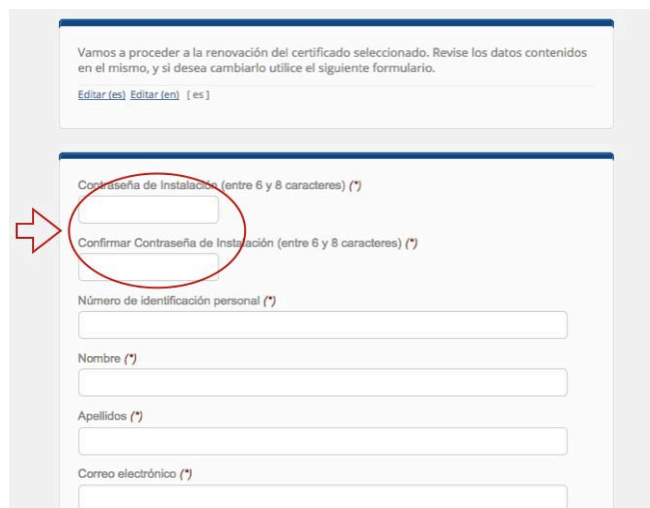 Vamos a proceder a la renovación del certificado seleccionado. Revise los datos contenidos
en el mismo, y si desea cambiarlo utilice el siguiente formulario.
Editar (es) Editar (en) [ es ]
Contraseña de Instalación (entre 6 y 8 caracteres) (*)
Confirmar Contraseña de Instalación (entre 6 y 8 caracteres) (*)
Número de identificación personal (*)
Nombre (*)
Apellidos (*)
Correo electrónico (*)